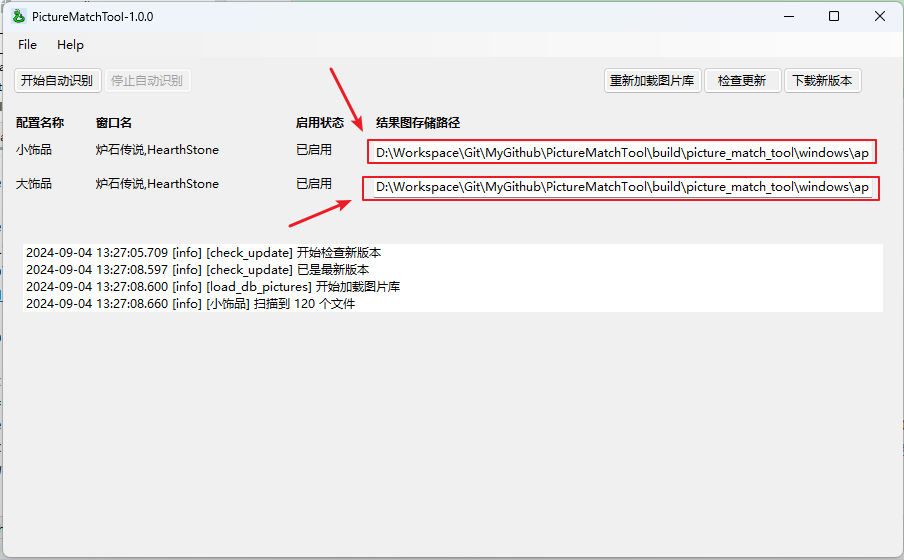 PictureMatchTool-1.0.0
File Help
开始自动识别 停止自动识别 重新加载图片库 检查更新 下载新版本
配置名称 窗口名 启用状态 结果图存储路径
小饰品 炉石传说,HearthStone 已启用 D:\Workspace\Git\MyGithub\PictureMatchTool\build\picture_match_tool\windows\ap
大饰品 炉石传说,HearthStone 已启用 D:\Workspace\Git\MyGithub\PictureMatchTool\build\picture_match_tool\windows\ap
2024-09-04 13:27:05.709 [info] [check_update] 开始检查新版本
2024-09-04 13:27:08.597 [info] [check_update] 已是最新版本
2024-09-04 13:27:08.600 [info] [load_db_pictures] 开始加载图片库
2024-09-04 13:27:08.660 [info] [小饰品] 扫描到 120 个文件